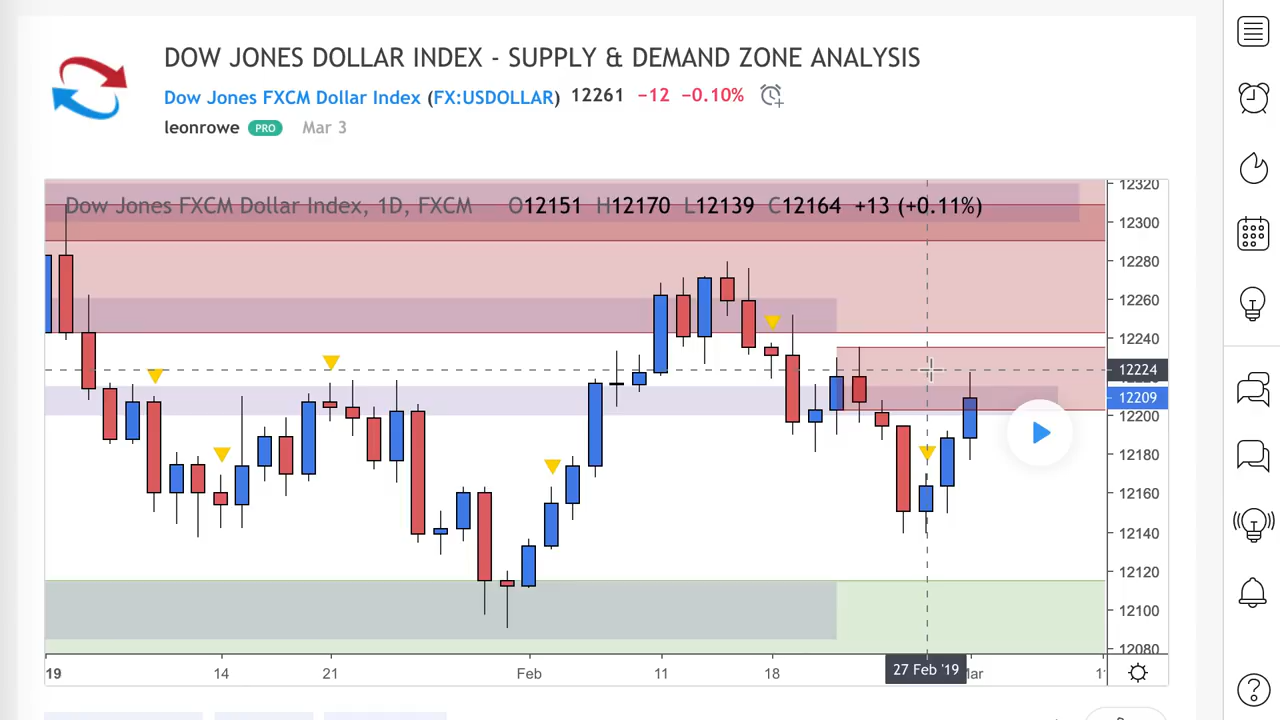 DOW JONES DOLLAR INDEX - SUPPLY & DEMAND ZONE ANALYSIS
Dow Jones FXCM Dollar Index (FX:USDOLLAR) 12261 −12 −0.10%
leonrowe PRO Mar 3
Dow Jones FXCM Dollar Index, 1D, FXCM O12151 H12170 L12139 C12164 +13 (+0.11%)
12320
12300
12280
12260
12240
12224
12209
12200
12180
12160
12140
12120
12100
12080
19 14 21 Feb 11 18 27 Feb '19 Mar 11